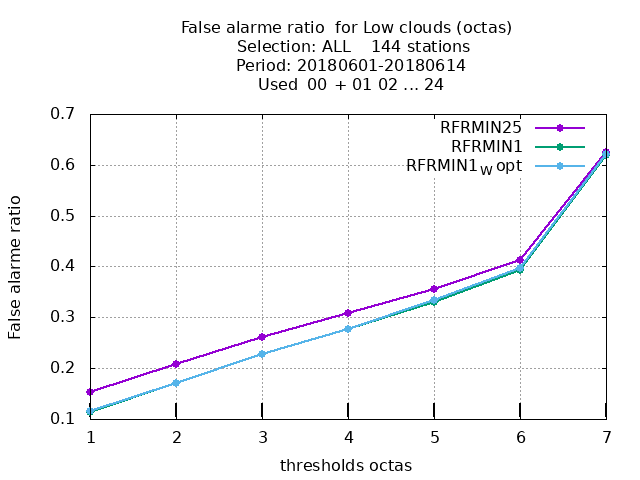 False alarme ratio  for Low clouds (octas)
Selection: ALL    144 stations
Period: 20180601-20180614
Used  00  + 01 02 ... 24
0.7
RFRMIN25
RFRMIN1
0.6
RFRMIN1W opt
0.5
0.4
0.3
0.2
0.1
False alarme ratio
1 2 3 4 5 6 7
thresholds octas